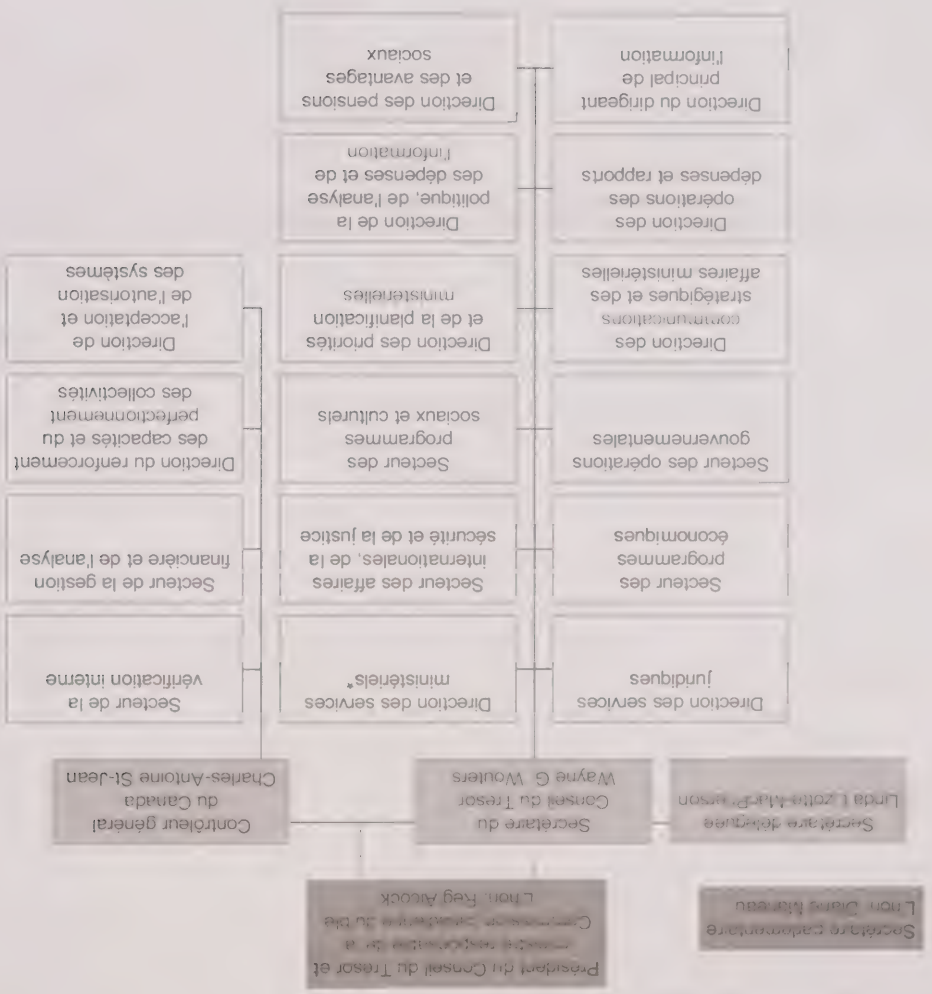 Président du Conseil du Trésor et
ministre responsable de la
Commission canadienne du blé
L'hon. Reg Alcock
Secrétaire parlementaire
L'hon. Diane Marleau
Secrétaire déléguée
Linda Lizotte-MacPherson
Secrétaire du
Conseil du Trésor
Wayne G Wouters
Contrôleur général
du Canada
Charles-Antoine St-Jean
Direction des services
juridiques
Direction des services
ministériels*
Secteur de la
vérification interne
Secteur des
programmes
économiques
Secteur des affaires
internationales, de la
sécurité et de la justice
Secteur de la gestion
financière et de l'analyse
Secteur des opérations
gouvernementales
Secteur des
programmes
sociaux et culturels
Direction du renforcement
des capacités et du
perfectionnement
des collectivités
Direction des
communications
stratégiques et des
affaires ministérielles
Direction des priorités
et de la planification
ministérielles
Direction de
l'acceptation et
de l'autorisation
des systèmes
Direction des
opérations des
dépenses et rapports
Direction de la
politique, de l'analyse
des dépenses et de
l'information
Direction du dirigeant
principal de
l'information
Direction des pensions
et des avantages
sociaux